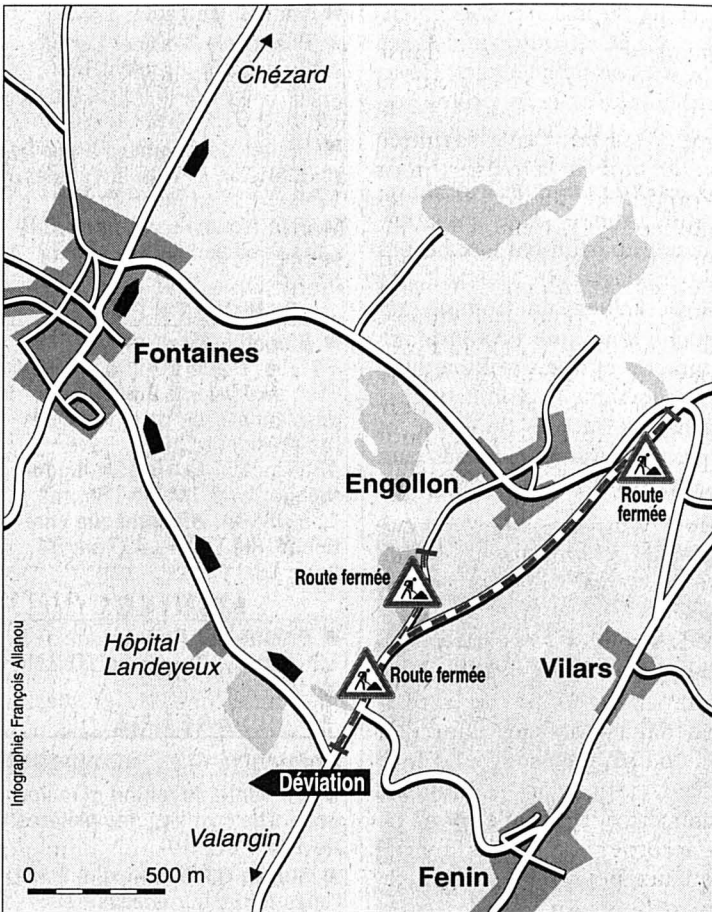 Chézard
Fontaines
Engollon
Route
fermée
Route fermée
Hôpital
Landeyeux
Route fermée
Vilars
Déviation
Valangin
Fenin
0 500 m
Infographie: François Allanou